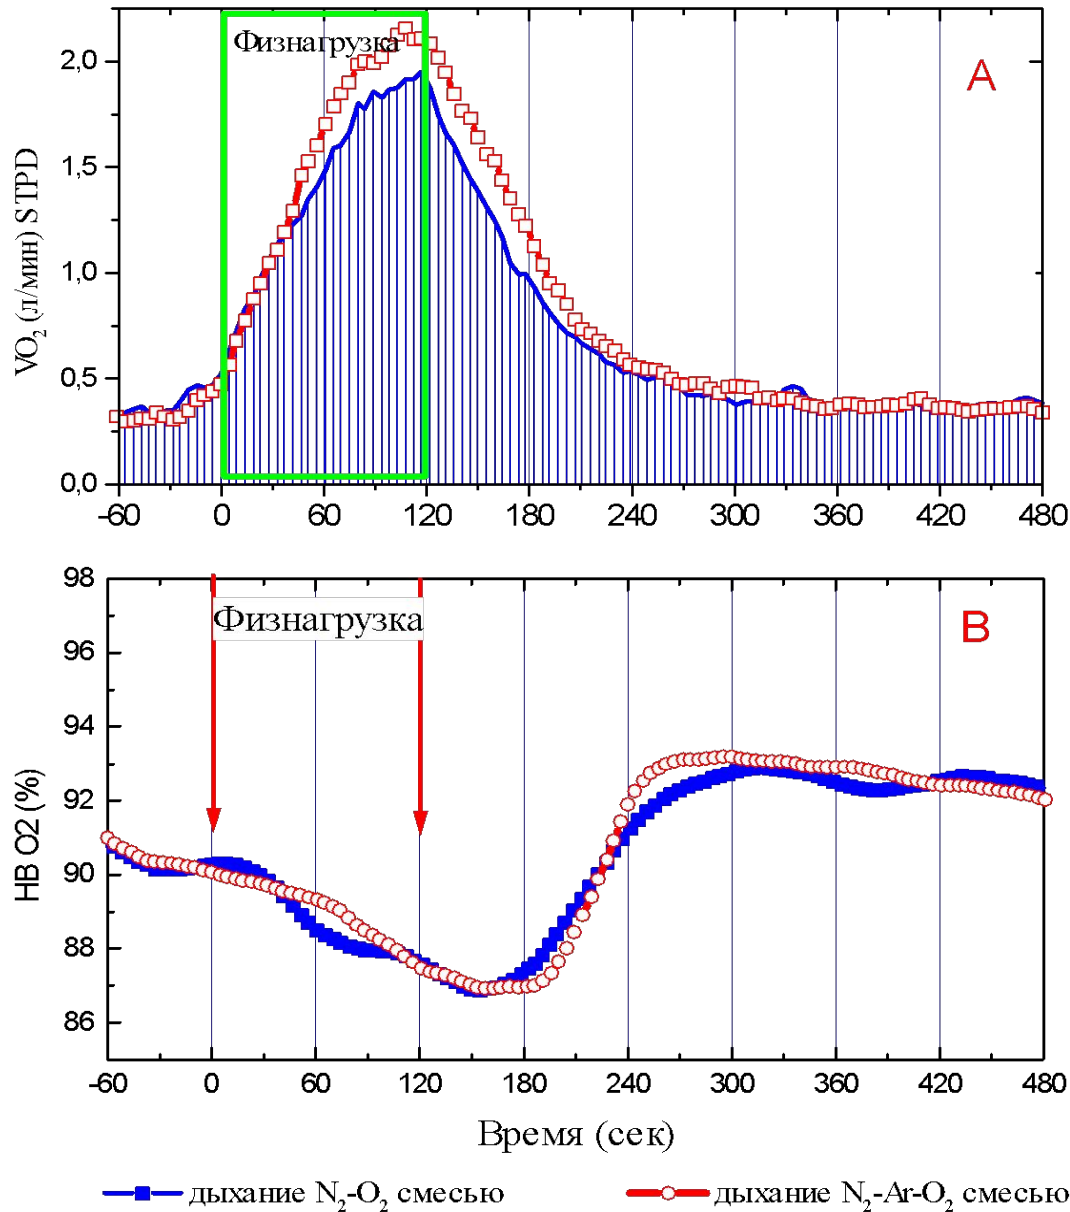 Физнагрузка
A
VO₂ (л/мин) STPD
2,0
1,5
1,0
0,5
0,0
-60 0 60 120 180 240 300 360 420 480
Физнагрузка
B
HB O2 (%)
98
96
94
92
90
88
86
-60 0 60 120 180 240 300 360 420 480
Время (сек)
дыхание N₂-O₂ смесью
дыхание N₂-Ar-O₂ смесью